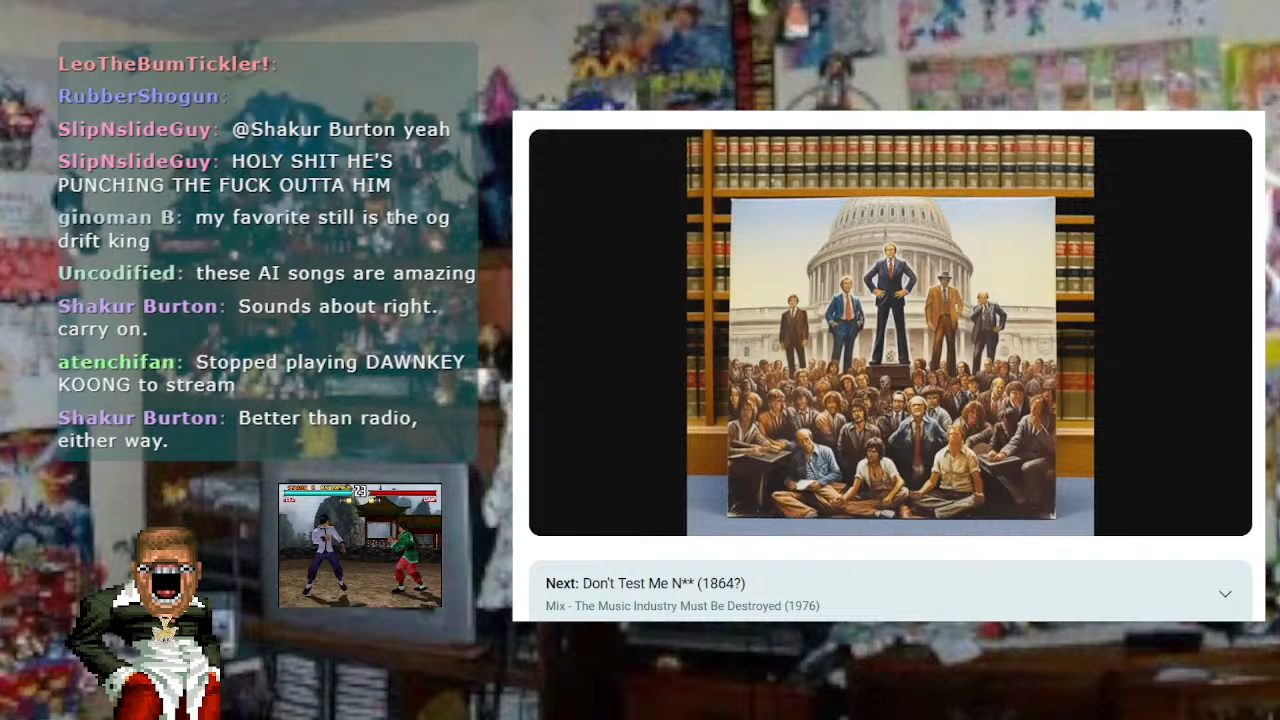 LeoTheBumTickler!:
RubberShogun:
SlipNslideGuy: @Shakur Burton yeah
SlipNslideGuy: HOLY SHIT HE'S
PUNCHING THE FUCK OUTTA HIM
ginoman B: my favorite still is the og
drift king
Uncodified: these AI songs are amazing
Shakur Burton: Sounds about right.
carry on.
atenchifan: Stopped playing DAWNKEY
KOONG to stream
Shakur Burton: Better than radio,
either way.
23
Next: Don't Test Me N** (1864?)
Mix - The Music Industry Must Be Destroyed (1976)